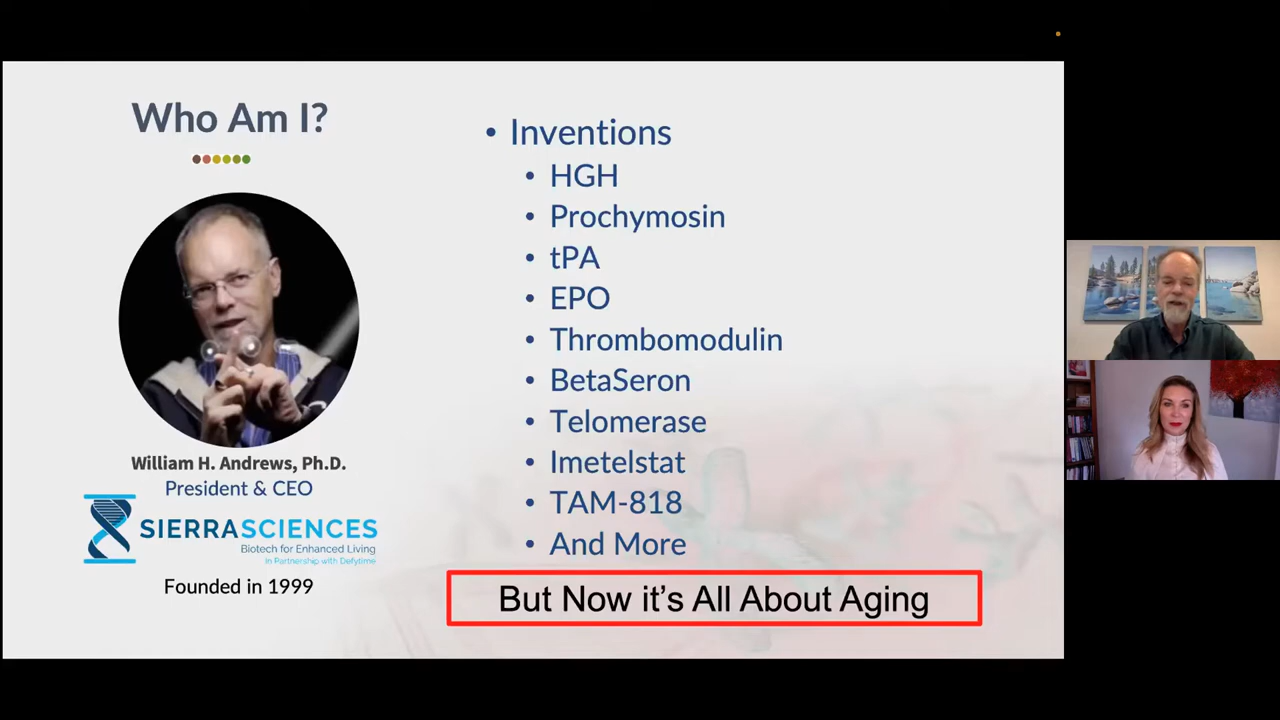 Who Am I?
William H. Andrews, Ph.D.
President & CEO
SIERRASCIENCES
Biotech for Enhanced Living
In Partnership with Defytime
Founded in 1999
• Inventions
• HGH
• Prochymosin
• tPA
• EPO
• Thrombomodulin
• BetaSeron
• Telomerase
• Imetelstat
• TAM-818
• And More
But Now it's All About Aging